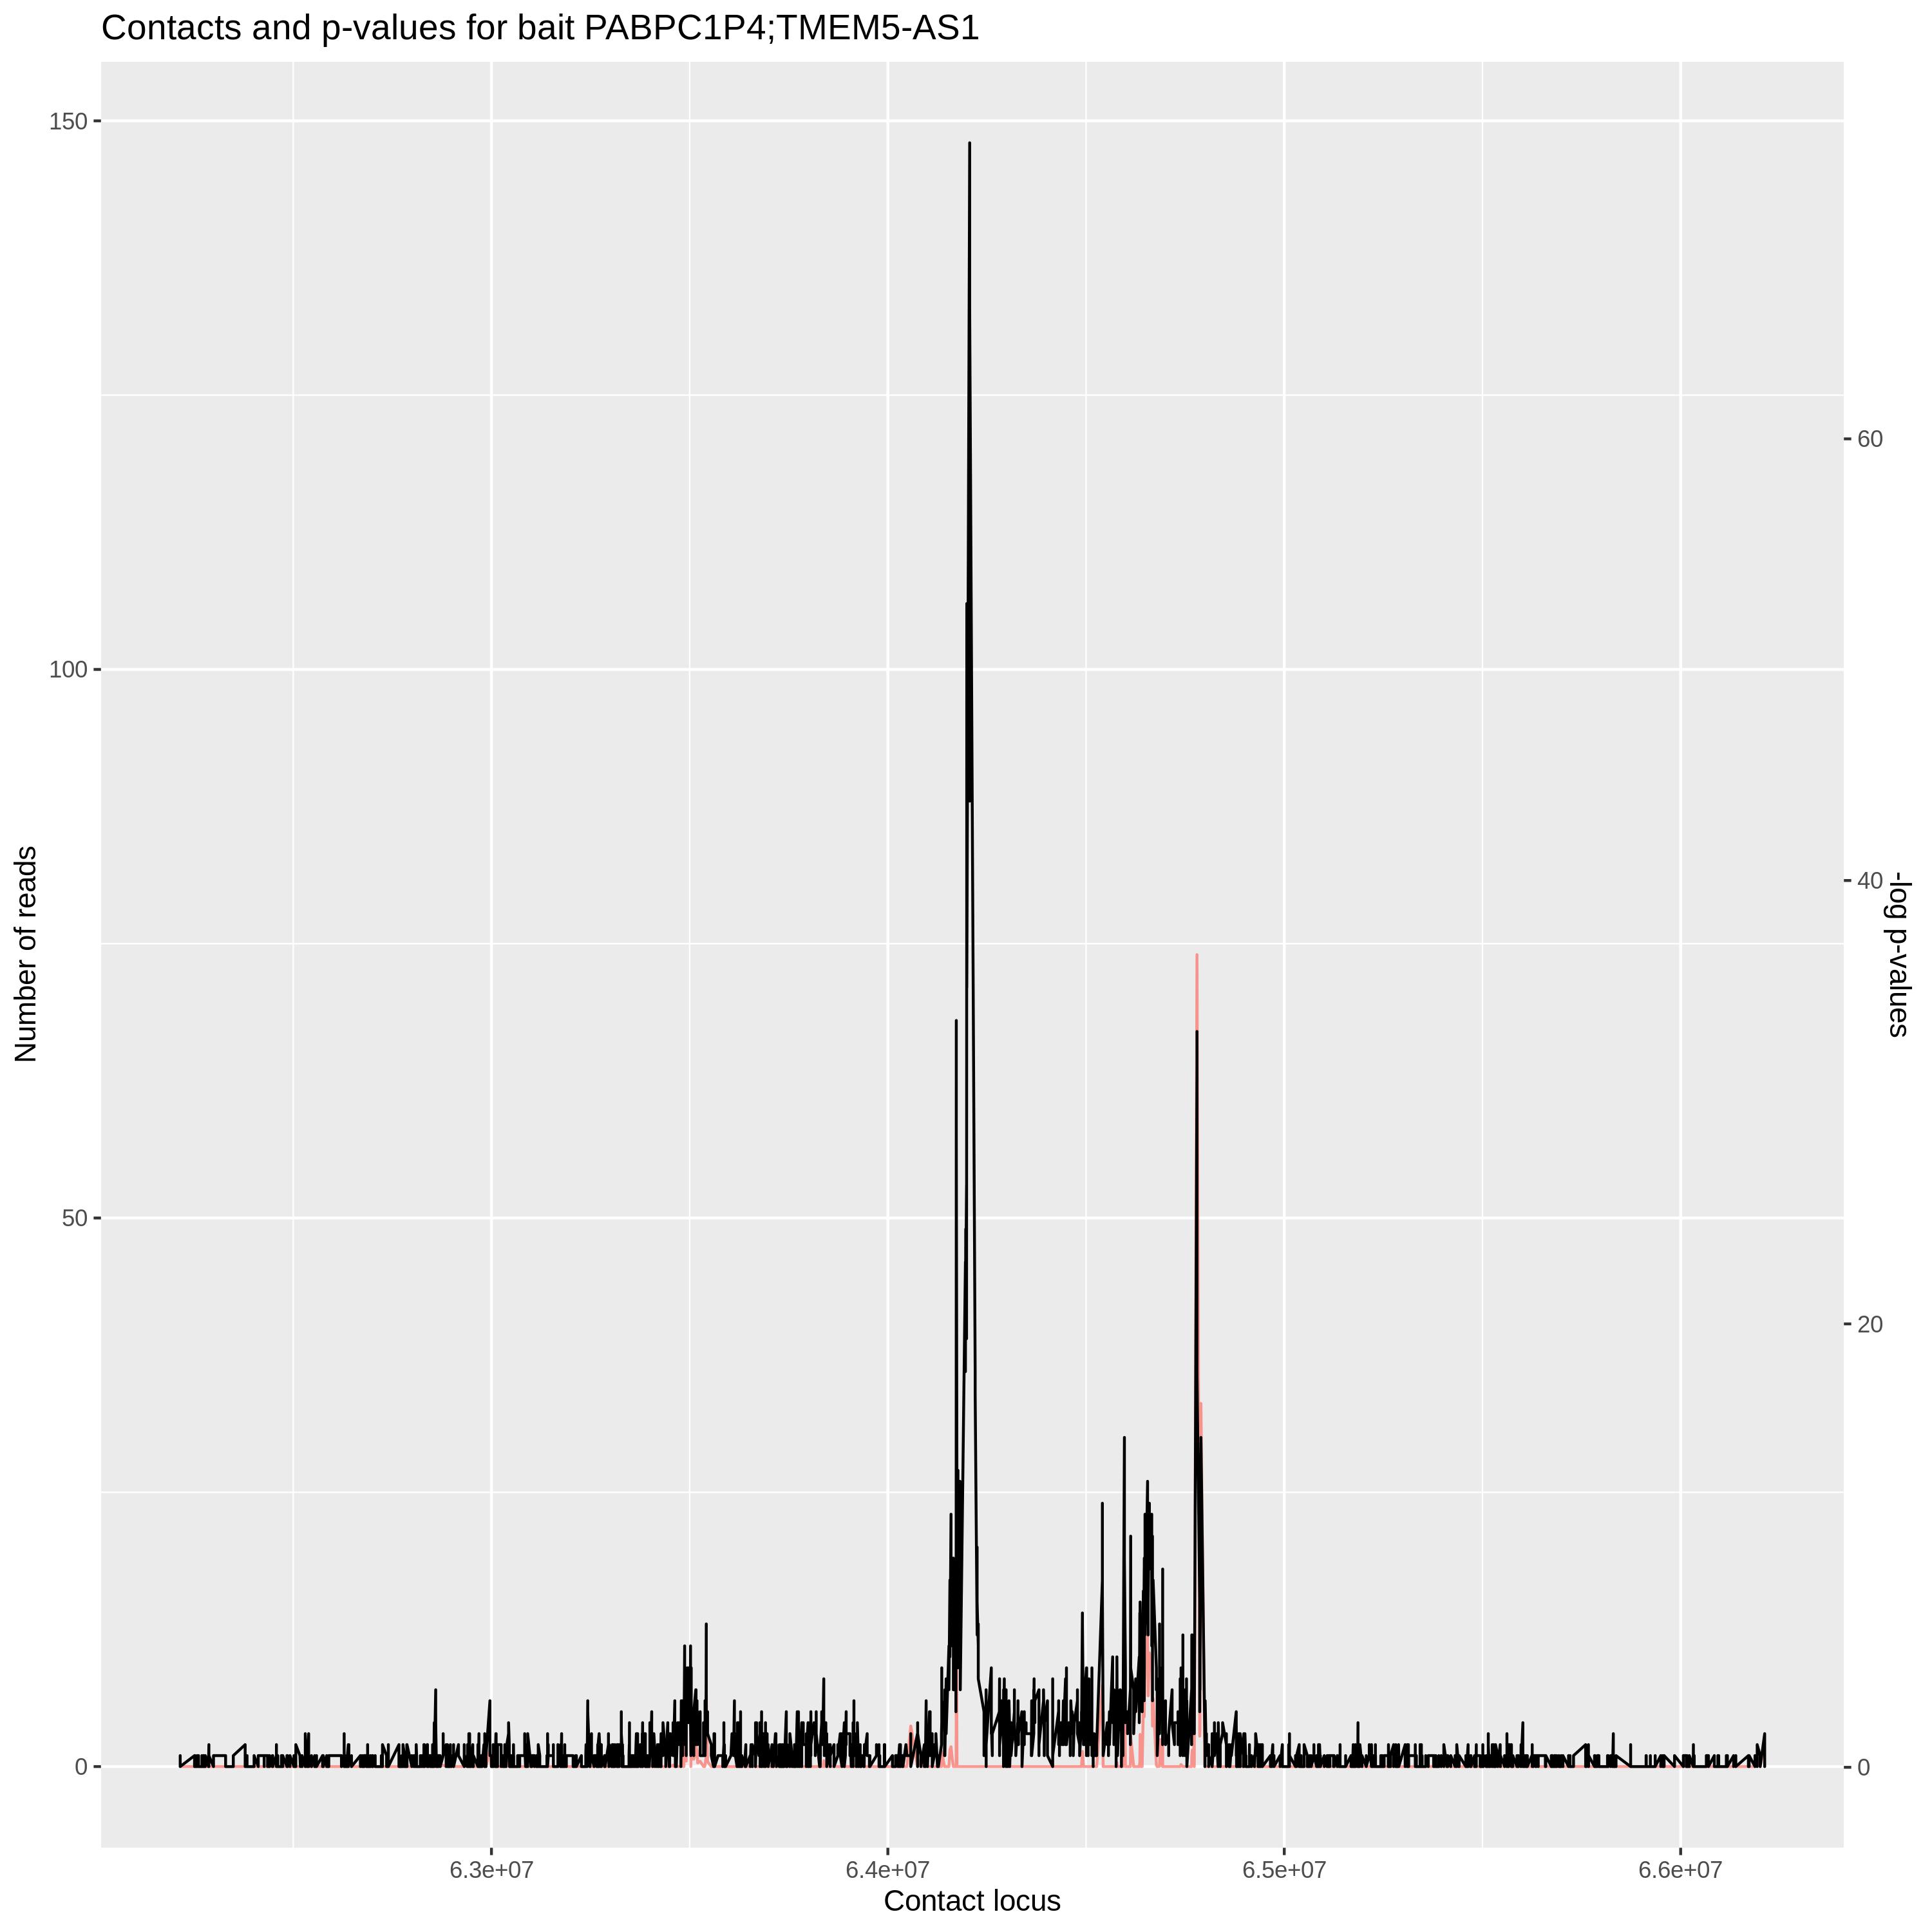 Contacts and p-values for bait PABPC1P4;TMEM5-AS1
150
100
50
0
Number of reads
60
40
20
0
-log p-values
6.3e+07
6.4e+07
6.5e+07
6.6e+07
Contact locus